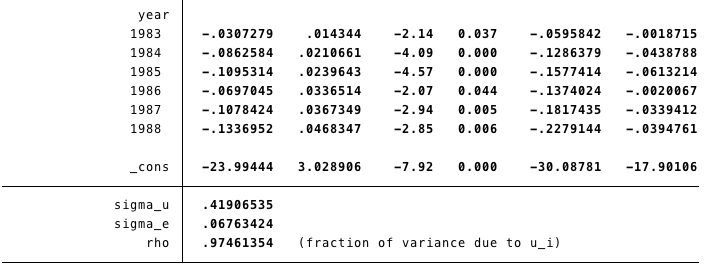 year
1983 -.0307279 .014344 -2.14 0.037 -.0595842 -.0018715
1984 -.0862584 .0210661 -4.09 0.000 -.1286379 -.0438788
1985 -.1095314 .0239643 -4.57 0.000 -.1577414 -.0613214
1986 -.0697045 .0336514 -2.07 0.044 -.1374024 -.0020067
1987 -.1078424 .0367349 -2.94 0.005 -.1817435 -.0339412
1988 -.1336952 .0468347 -2.85 0.006 -.2279144 -.0394761
_cons -23.99444 3.028906 -7.92 0.000 -30.08781 -17.90106
sigma_u .41906535
sigma_e .06763424
rho .97461354 (fraction of variance due to u_i)